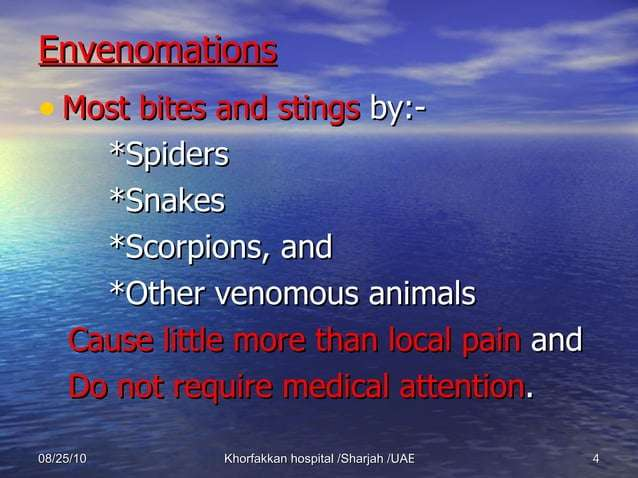 Envenomations
• Most bites and stings by:-
*Spiders
*Snakes
*Scorpions, and
*Other venomous animals
Cause little more than local pain and
Do not require medical attention.
08/25/10 Khorfakkan hospital /Sharjah /UAE 4